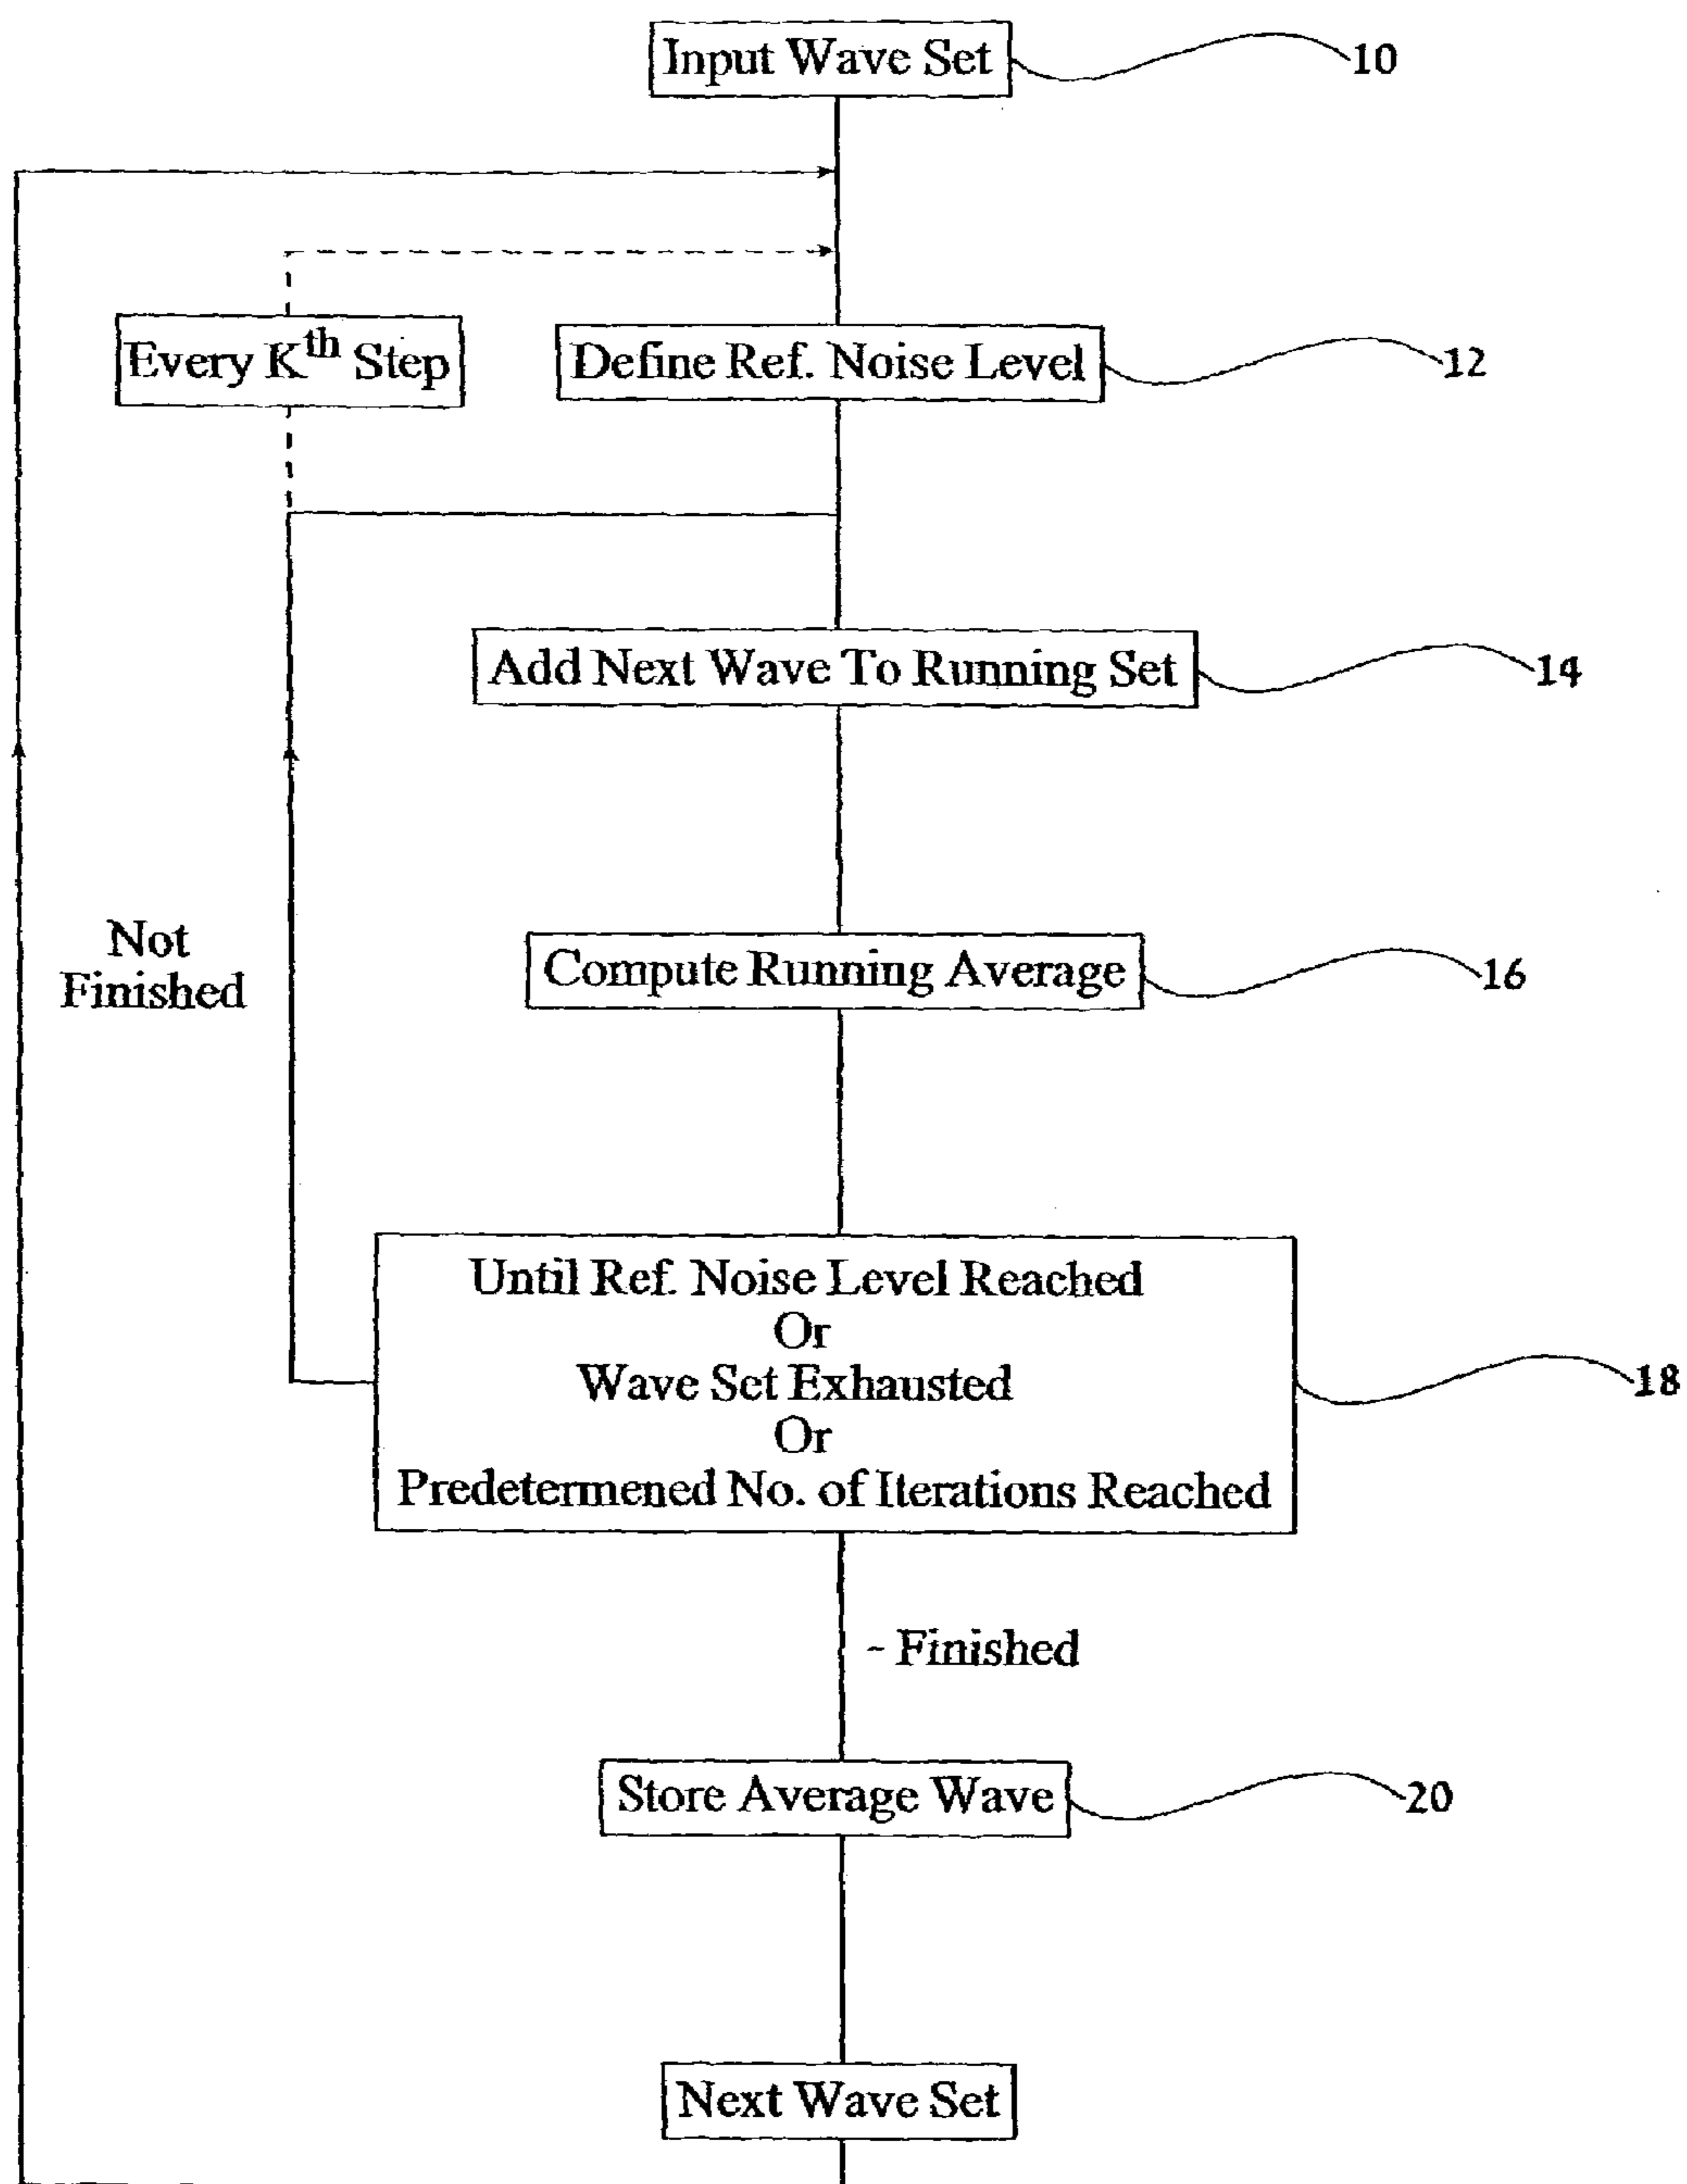 Input Wave Set
10
Every Kth Step
Define Ref. Noise Level
12
Add Next Wave To Running Set
14
Not
Finished
Compute Running Average
16
Until Ref. Noise Level Reached
Or
Wave Set Exhausted
Or
Predetermened No. of Iterations Reached
18
- Finished
Store Average Wave
20
Next Wave Set